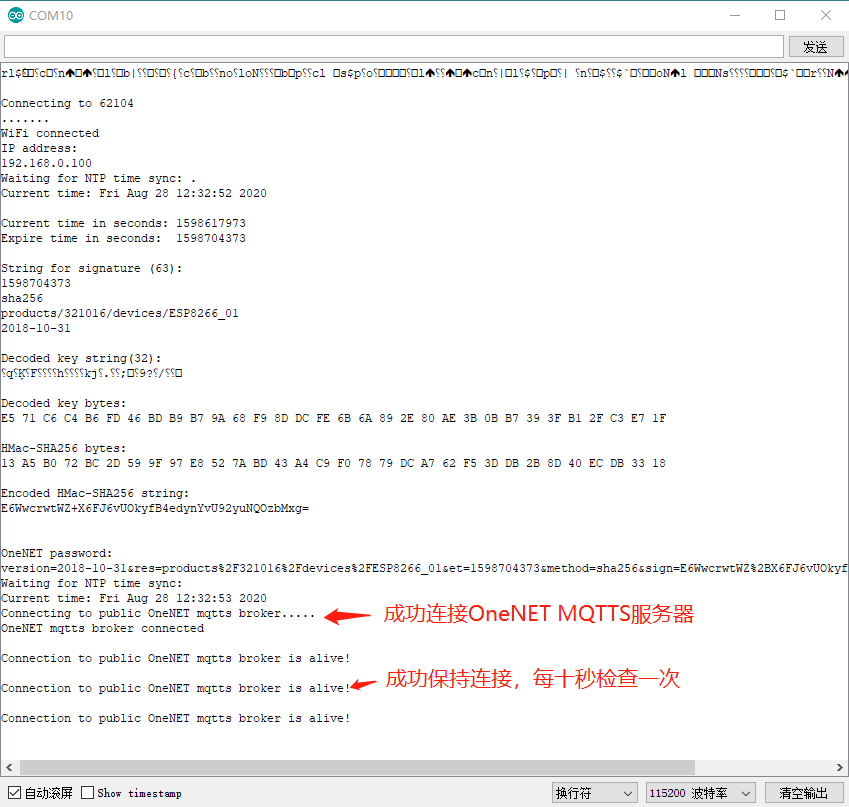 COM10
发送
Connecting to 62104
.......
WiFi connected
IP address:
192.168.0.100
Waiting for NTP time sync: .
Current time: Fri Aug 28 12:32:52 2020
Current time in seconds: 1598617973
Expire time in seconds:  1598704373
String for signature (63):
1598704373
sha256
products/321016/devices/ESP8266_01
2018-10-31
Decoded key string(32):
Decoded key bytes:
E5 71 C6 C4 B6 FD 46 BD B9 B7 9A 68 F9 8D DC FE 6B 6A 89 2E 80 AE 3B 0B B7 39 3F B1 2F C3 E7 1F
HMac-SHA256 bytes:
13 A5 B0 72 BC 2D 59 9F 97 E8 52 7A BD 43 A4 C9 F0 78 79 DC A7 62 F5 3D DB 2B 8D 40 EC DB 33 18
Encoded HMac-SHA256 string:
E6WwcrwtWZ+X6FJ6vUOkyfB4edynYvU92yuNQOzbMxg=
OneNET password:
version=2018-10-31&res=products%2F321016%2Fdevices%2FESP8266_01&et=1598704373&method=sha256&sign=E6WwcrwtWZ%2BX6FJ6vUOkyf
Waiting for NTP time sync:
Current time: Fri Aug 28 12:32:53 2020
Connecting to public OneNET mqtts broker.....
成功连接OneNET MQTTS服务器
OneNET mqtts broker connected
Connection to public OneNET mqtts broker is alive!
Connection to public OneNET mqtts broker is alive!
成功保持连接，每十秒检查一次
Connection to public OneNET mqtts broker is alive!
自动滚屏 Show timestamp 换行符 115200 波特率 清空输出